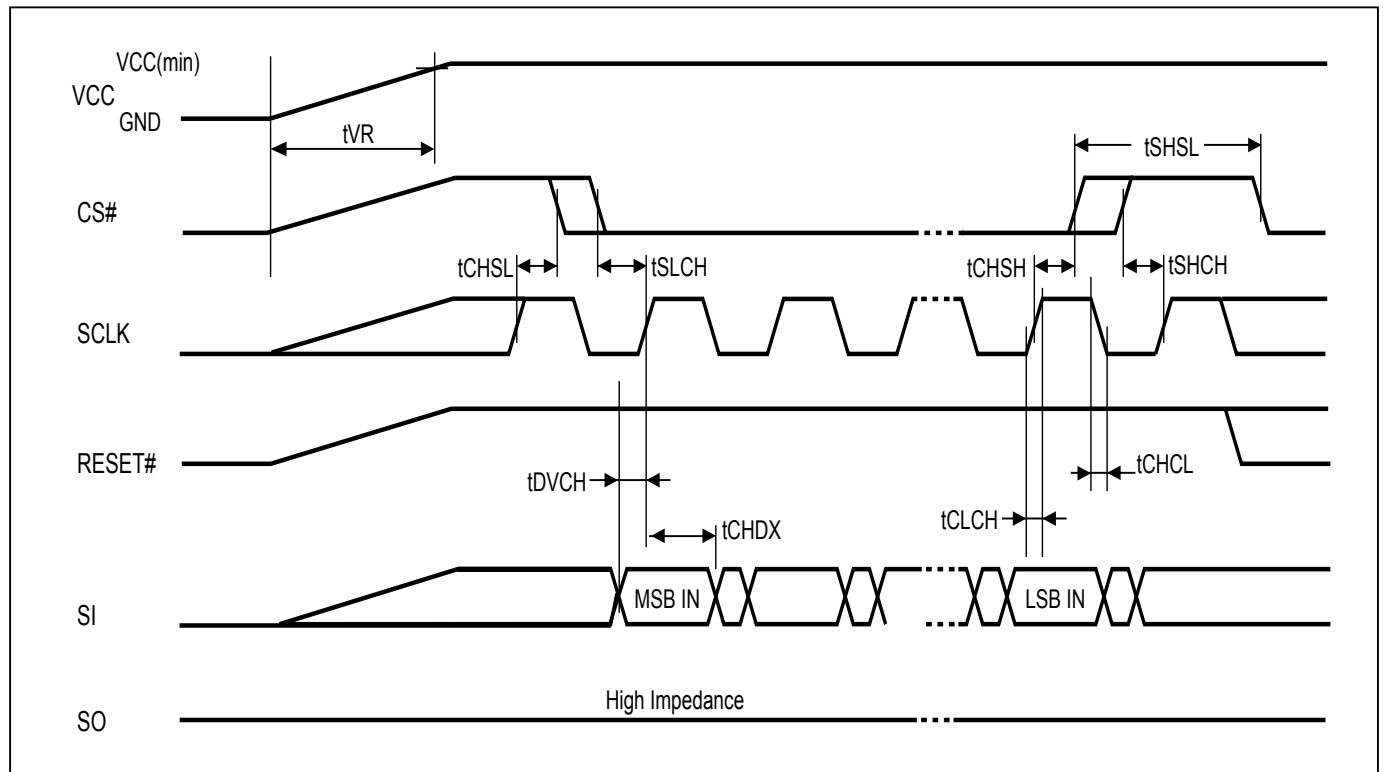 VCC(min)
VCC
GND
tVR
tSHSL
CS#
tCHSL
tSLCH
tCHSH
tSHCH
SCLK
RESET#
tDVCH
tCHCL
tCLCH
tCHDX
SI
MSB IN
LSB IN
High Impedance
SO